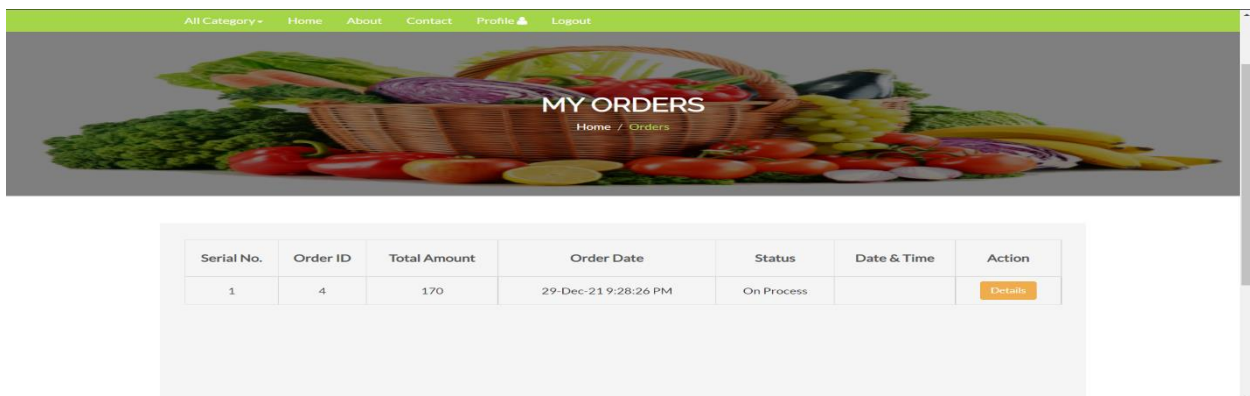 All Category Home About Contact Profile Logout
MY ORDERS
Home / Orders
Serial No. Order ID Total Amount Order Date Status Date & Time Action
1 4 170 29-Dec-21 9:28:26 PM On Process Details